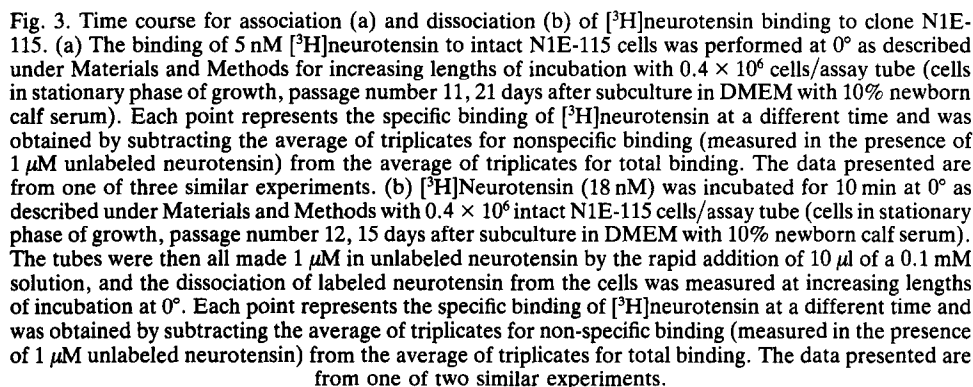 Fig. 3. Time course for association (a) and dissociation (b) of [³H]neurotensin binding to clone N1E-
115. (a) The binding of 5 nM [³H]neurotensin to intact N1E-115 cells was performed at 0° as described
under Materials and Methods for increasing lengths of incubation with 0.4 × 10⁶ cells/assay tube (cells
in stationary phase of growth, passage number 11, 21 days after subculture in DMEM with 10% newborn
calf serum). Each point represents the specific binding of [³H]neurotensin at a different time and was
obtained by subtracting the average of triplicates for nonspecific binding (measured in the presence of
1 μM unlabeled neurotensin) from the average of triplicates for total binding. The data presented are
from one of three similar experiments. (b) [³H]Neurotensin (18 nM) was incubated for 10 min at 0° as
described under Materials and Methods with 0.4 × 10⁶ intact N1E-115 cells/assay tube (cells in stationary
phase of growth, passage number 12, 15 days after subculture in DMEM with 10% newborn calf serum).
The tubes were then all made 1 μM in unlabeled neurotensin by the rapid addition of 10 μl of a 0.1 mM
solution, and the dissociation of labeled neurotensin from the cells was measured at increasing lengths
of incubation at 0°. Each point represents the specific binding of [³H]neurotensin at a different time and
was obtained by subtracting the average of triplicates for non-specific binding (measured in the presence
of 1 μM unlabeled neurotensin) from the average of triplicates for total binding. The data presented are
from one of two similar experiments.